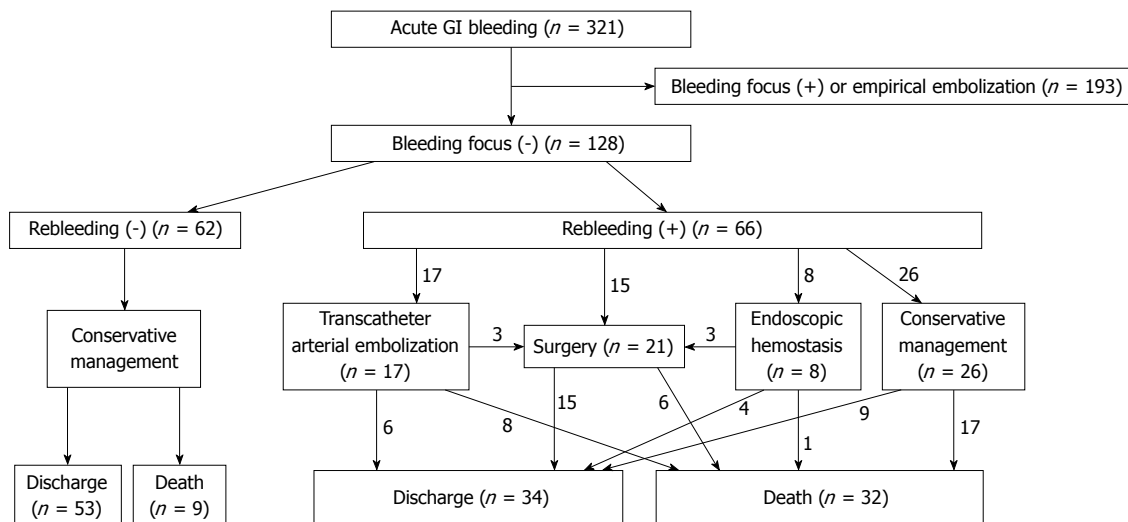 Acute GI bleeding (n = 321)
Bleeding focus (+) or empirical embolization (n = 193)
Bleeding focus (-) (n = 128)
Rebleeding (-) (n = 62)
Rebleeding (+) (n = 66)
17
15
8
26
Conservative
management
Transcatheter
arterial embolization
(n = 17)
3
Surgery (n = 21)
3
Endoscopic
hemostasis
(n = 8)
Conservative
management
(n = 26)
6
8
15
6
4
1
9
17
Discharge
(n = 53)
Death
(n = 9)
Discharge (n = 34)
Death (n = 32)